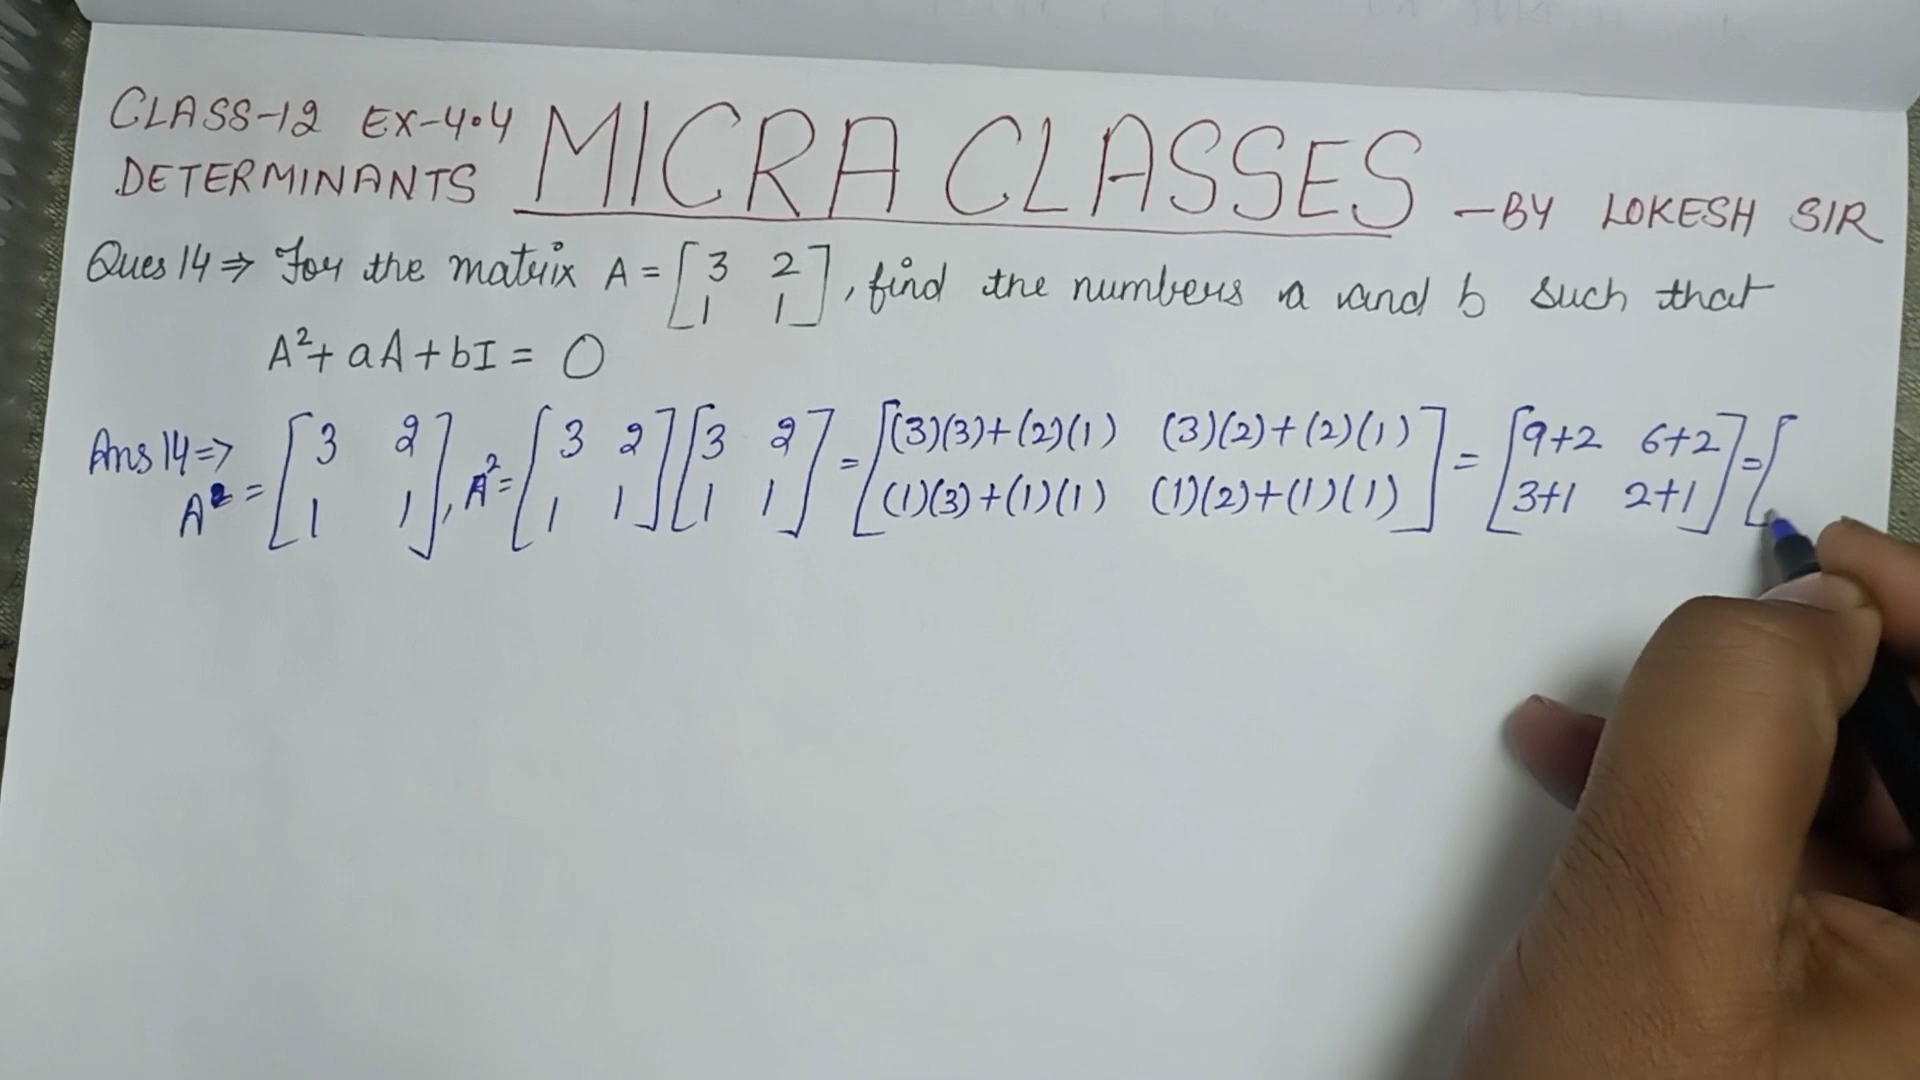 CLASS-12 EX-4.4
DETERMINANTS
MICRA CLASSES
-BY LOKESH SIR
Ques 14⇒ For the matrix A = [3 2; 1 1], find the numbers a and b such that
A²+ aA+bI = O
Ans 14⇒
A = [3 2; 1 1], A² = [3 2; 1 1][3 2; 1 1] = [(3)(3)+(2)(1) (3)(2)+(2)(1); (1)(3)+(1)(1) (1)(2)+(1)(1)] = [9+2 6+2; 3+1 2+1] = [